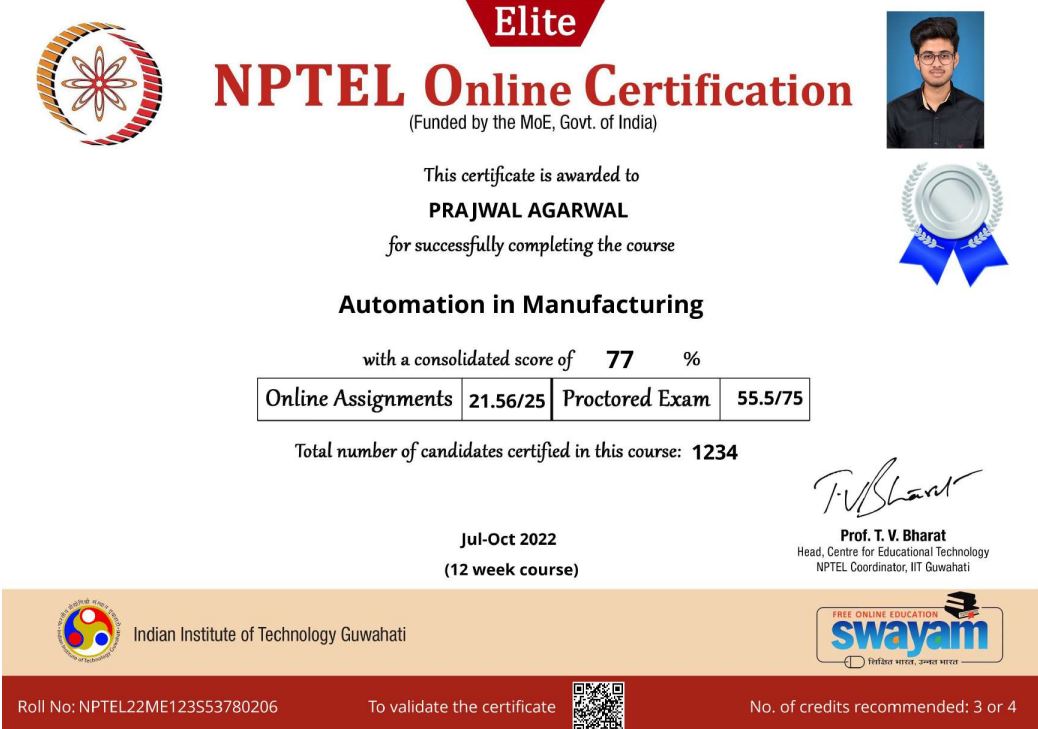 Elite
NPTEL Online Certification
(Funded by the MoE, Govt. of India)
This certificate is awarded to
PRAJWAL AGARWAL
for successfully completing the course
Automation in Manufacturing
with a consolidated score of 77 %
Online Assignments 21.56/25 Proctored Exam 55.5/75
Total number of candidates certified in this course: 1234
T.V.Bharat
Prof. T. V. Bharat
Head, Centre for Educational Technology
NPTEL Coordinator, IIT Guwahati
Jul-Oct 2022
(12 week course)
Indian Institute of Technology Guwahati
FREE ONLINE EDUCATION
swayam
शिक्षित भारत, उन्नत भारत
Roll No: NPTEL22ME123S53780206
To validate the certificate
No. of credits recommended: 3 or 4